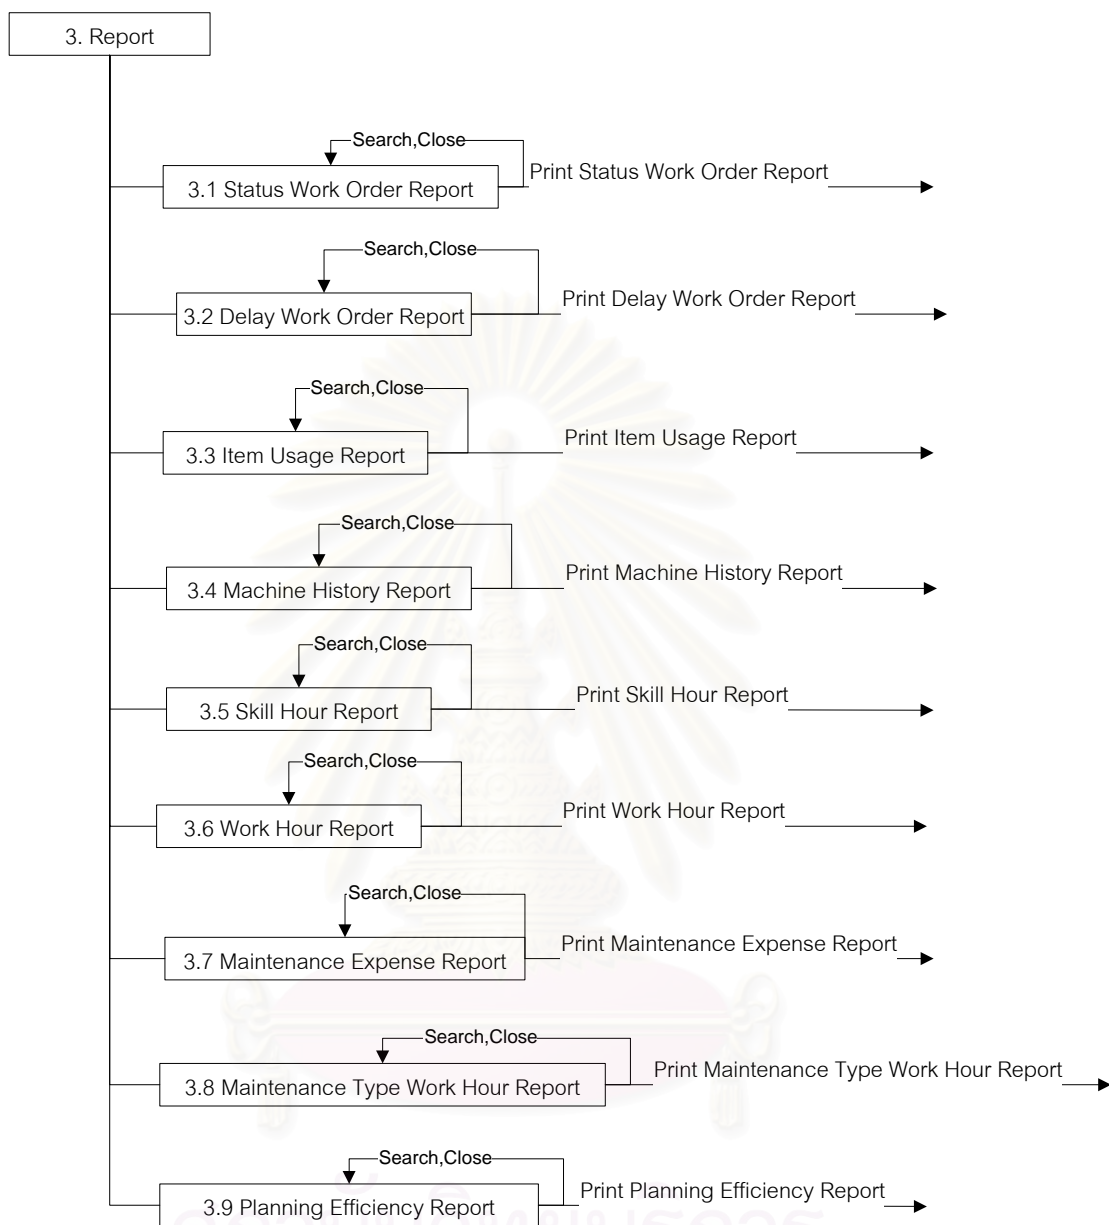 3. Report
Search,Close
3.1 Status Work Order Report
Print Status Work Order Report
Search,Close
3.2 Delay Work Order Report
Print Delay Work Order Report
Search,Close
3.3 Item Usage Report
Print Item Usage Report
Search,Close
3.4 Machine History Report
Print Machine History Report
Search,Close
3.5 Skill Hour Report
Print Skill Hour Report
Search,Close
3.6 Work Hour Report
Print Work Hour Report
Search,Close
3.7 Maintenance Expense Report
Print Maintenance Expense Report
Search,Close
3.8 Maintenance Type Work Hour Report
Print Maintenance Type Work Hour Report
Search,Close
3.9 Planning Efficiency Report
Print Planning Efficiency Report